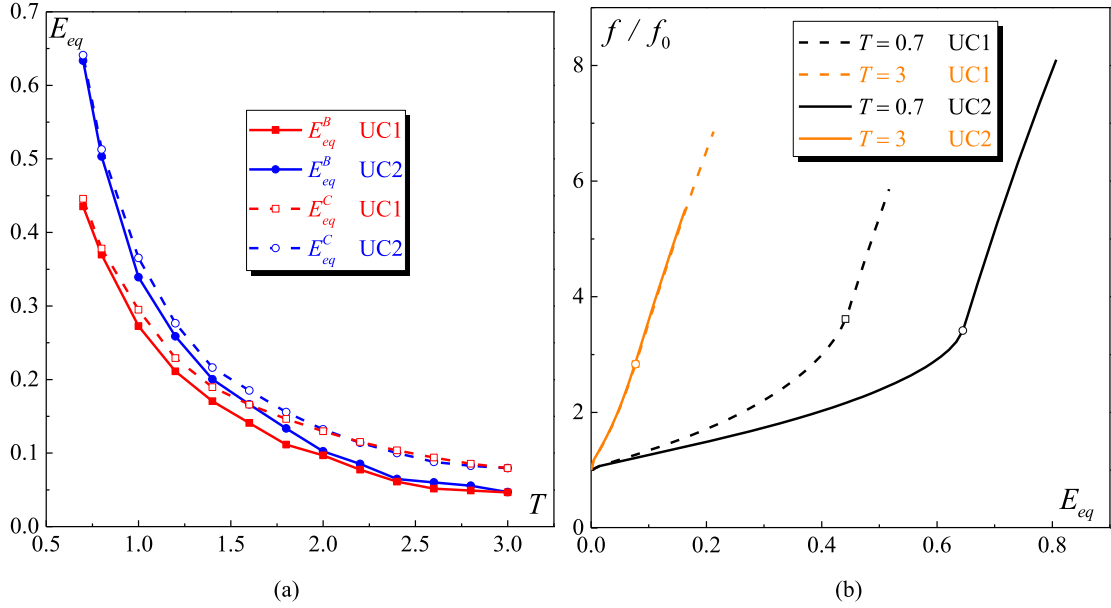 E_eq
0.7
0.6
0.5
0.4
0.3
0.2
0.1
0.0
E^B_eq UC1
E^B_eq UC2
E^C_eq UC1
E^C_eq UC2
T
0.5 1.0 1.5 2.0 2.5 3.0
(a)
f / f_0
8
6
4
2
0
T = 0.7 UC1
T = 3 UC1
T = 0.7 UC2
T = 3 UC2
E_eq
0.0 0.2 0.4 0.6 0.8
(b)